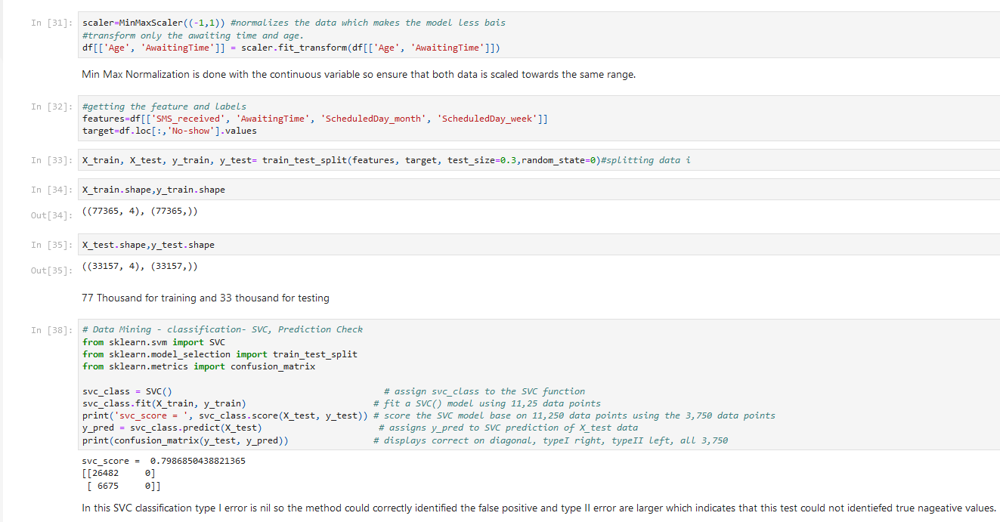 In [31]: scaler=MinMaxScaler((-1,1)) #normalizes the data which makes the model less bais
#transform only the awaiting time and age.
df[['Age', 'AwaitingTime']] = scaler.fit_transform(df[['Age', 'AwaitingTime']])
Min Max Normalization is done with the continuous variable so ensure that both data is scaled towards the same range.
In [32]: #getting the feature and labels
features=df[['SMS_received', 'AwaitingTime', 'ScheduledDay_month', 'ScheduledDay_week']]
target=df.loc[:,'No-show'].values
In [33]: X_train, X_test, y_train, y_test= train_test_split(features, target, test_size=0.3,random_state=0)#splitting data i
In [34]: X_train.shape,y_train.shape
Out[34]: ((77365, 4), (77365,))
In [35]: X_test.shape,y_test.shape
Out[35]: ((33157, 4), (33157,))
77 Thousand for training and 33 thousand for testing
In [38]: # Data Mining - classification- SVC, Prediction Check
from sklearn.svm import SVC
from sklearn.model_selection import train_test_split
from sklearn.metrics import confusion_matrix
svc_class = SVC() # assign svc_class to the SVC function
svc_class.fit(X_train, y_train) # fit a SVC() model using 11,25 data points
print('svc_score = ', svc_class.score(X_test, y_test)) # score the SVC model base on 11,250 data points using the 3,750 data points
y_pred = svc_class.predict(X_test) # assigns y_pred to SVC prediction of X_test data
print(confusion_matrix(y_test, y_pred)) # displays correct on diagonal, typeI right, typeII left, all 3,750
svc_score =  0.7986850438821365
[[26482     0]
 [ 6675     0]]
In this SVC classification type I error is nil so the method could correctly identified the false positive and type II error are larger which indicates that this test could not identiefed true nageative values.